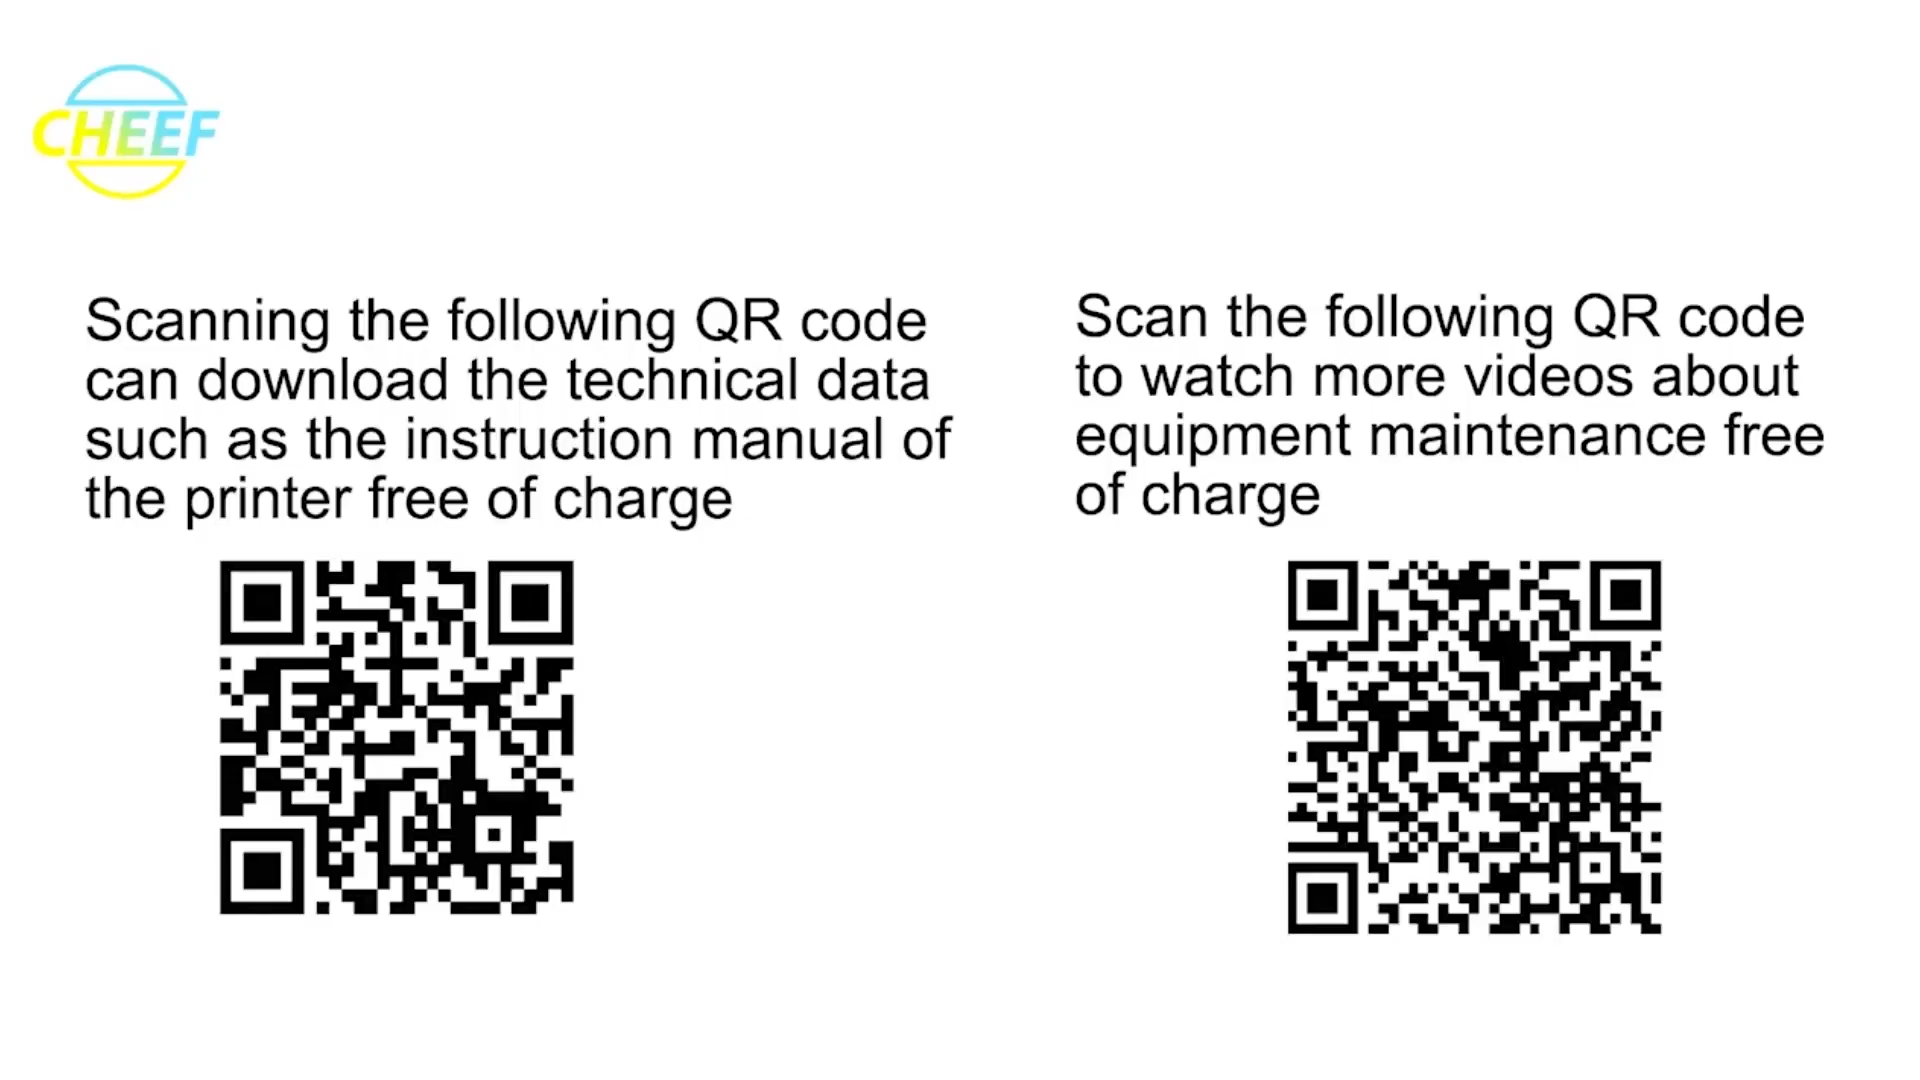 CHEEF
Scanning the following QR code
can download the technical data
such as the instruction manual of
the printer free of charge
Scan the following QR code
to watch more videos about
equipment maintenance free
of charge